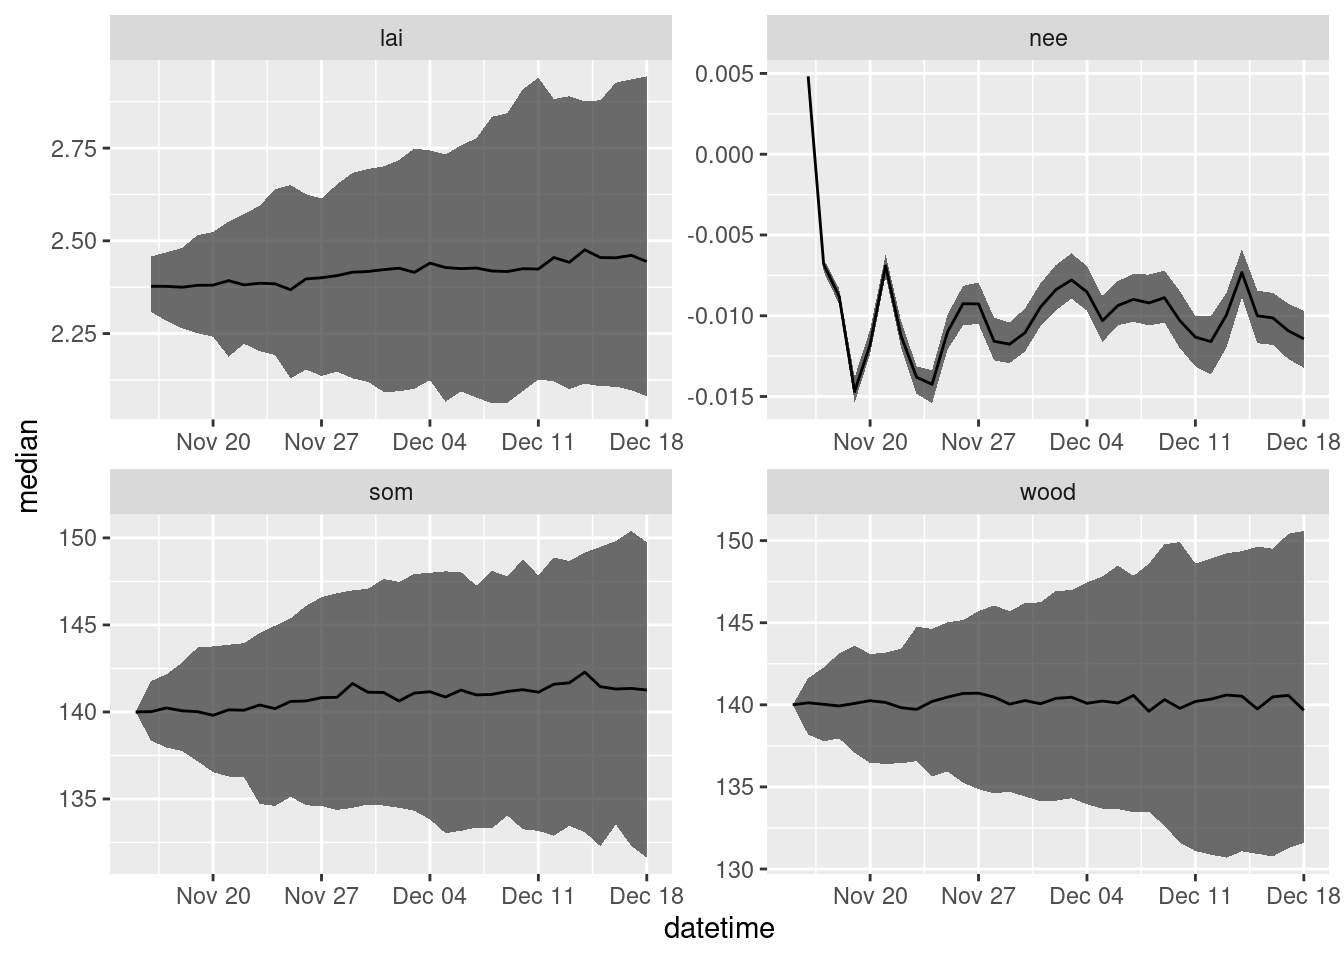 lai
nee
2.75
2.50
2.25
0.005
0.000
-0.005
-0.010
-0.015
Nov 20 Nov 27 Dec 04 Dec 11 Dec 18
Nov 20 Nov 27 Dec 04 Dec 11 Dec 18
median
som
wood
150
145
140
135
150
145
140
135
130
Nov 20 Nov 27 Dec 04 Dec 11 Dec 18
Nov 20 Nov 27 Dec 04 Dec 11 Dec 18
datetime